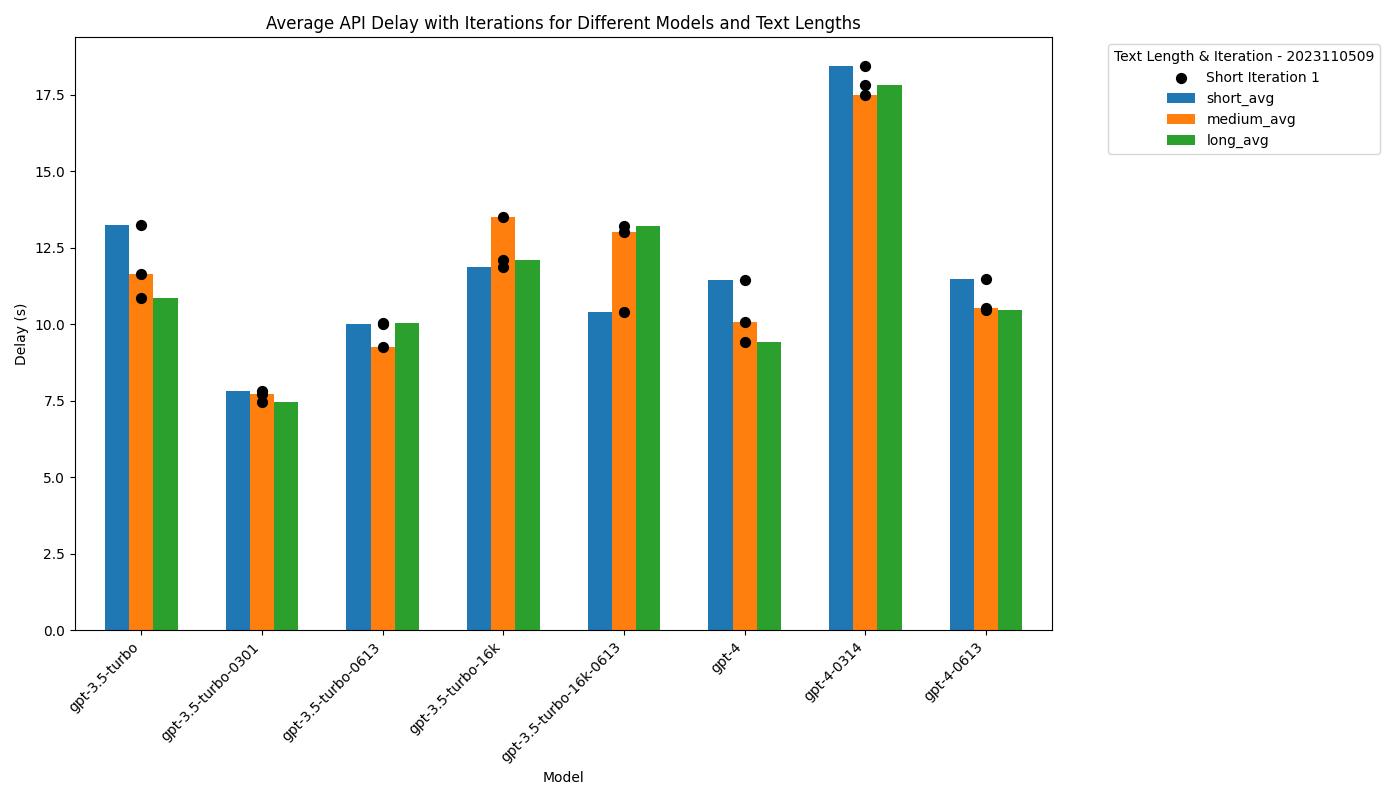 Average API Delay with Iterations for Different Models and Text Lengths
Text Length & Iteration - 2023110509
Short Iteration 1
short_avg
medium_avg
long_avg
Delay (s)
17.5
15.0
12.5
10.0
7.5
5.0
2.5
0.0
gpt-3.5-turbo
gpt-3.5-turbo-0301
gpt-3.5-turbo-0613
gpt-3.5-turbo-16k
gpt-3.5-turbo-16k-0613
gpt-4
gpt-4-0314
gpt-4-0613
Model